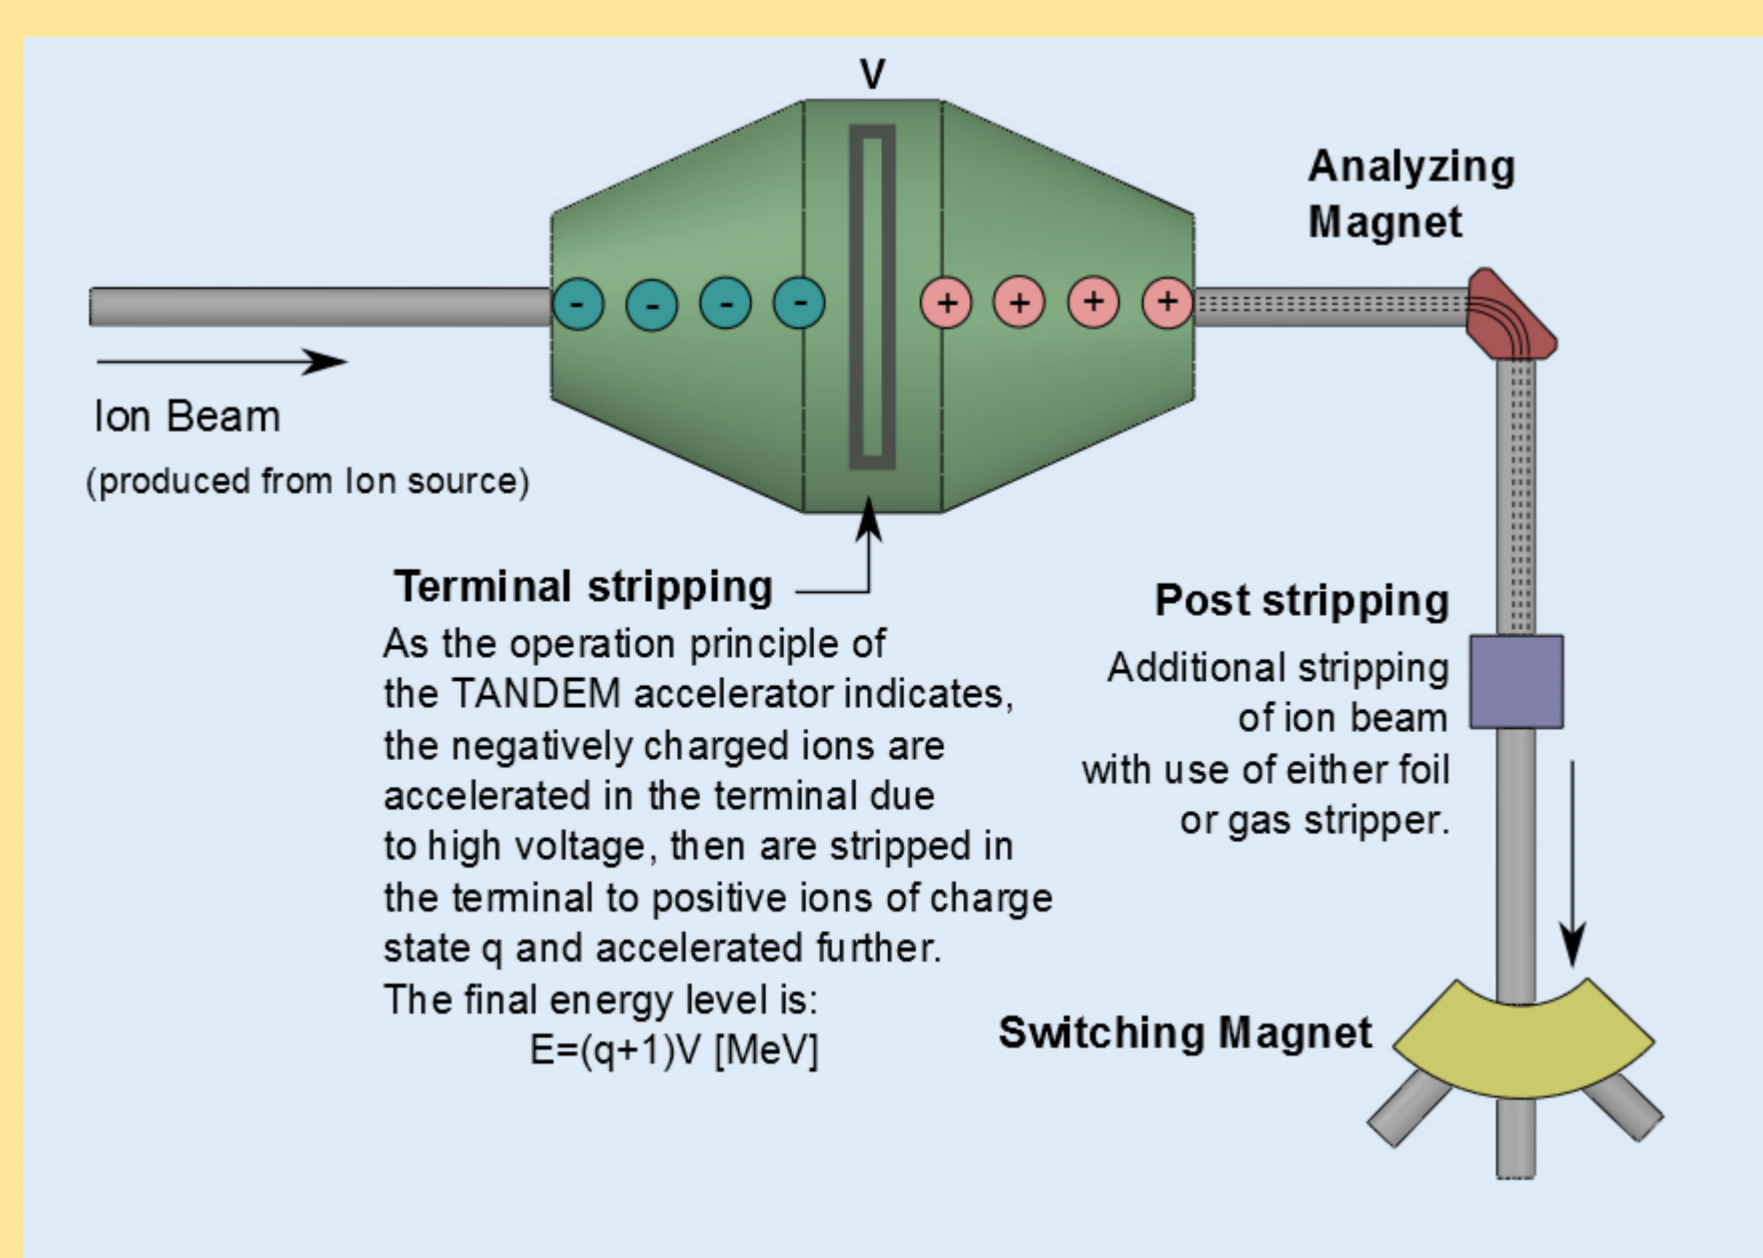 V
Analyzing
Magnet
- - - - + + + +
Ion Beam
(produced from Ion source)
Terminal stripping
As the operation principle of
the TANDEM accelerator indicates,
the negatively charged ions are
accelerated in the terminal due
to high voltage, then are stripped in
the terminal to positive ions of charge
state q and accelerated further.
The final energy level is:
E=(q+1)V [MeV]
Post stripping
Additional stripping
of ion beam
with use of either foil
or gas stripper.
Switching Magnet